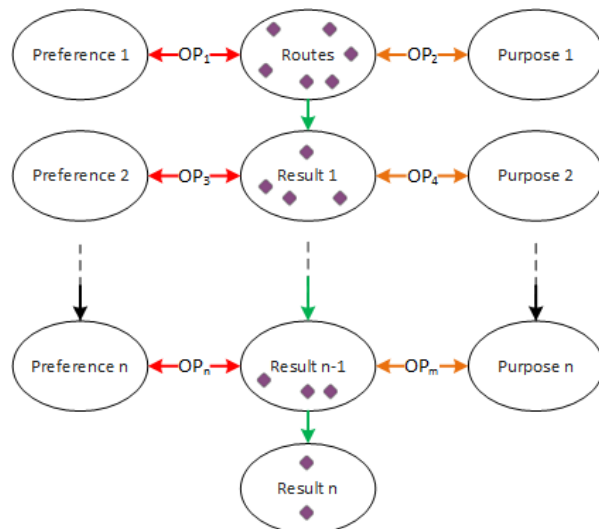 Preference 1 OP₁ Routes OP₂ Purpose 1
Preference 2 OP₃ Result 1 OP₄ Purpose 2
Preference n OPₙ Result n-1 OPₘ Purpose n
Result n